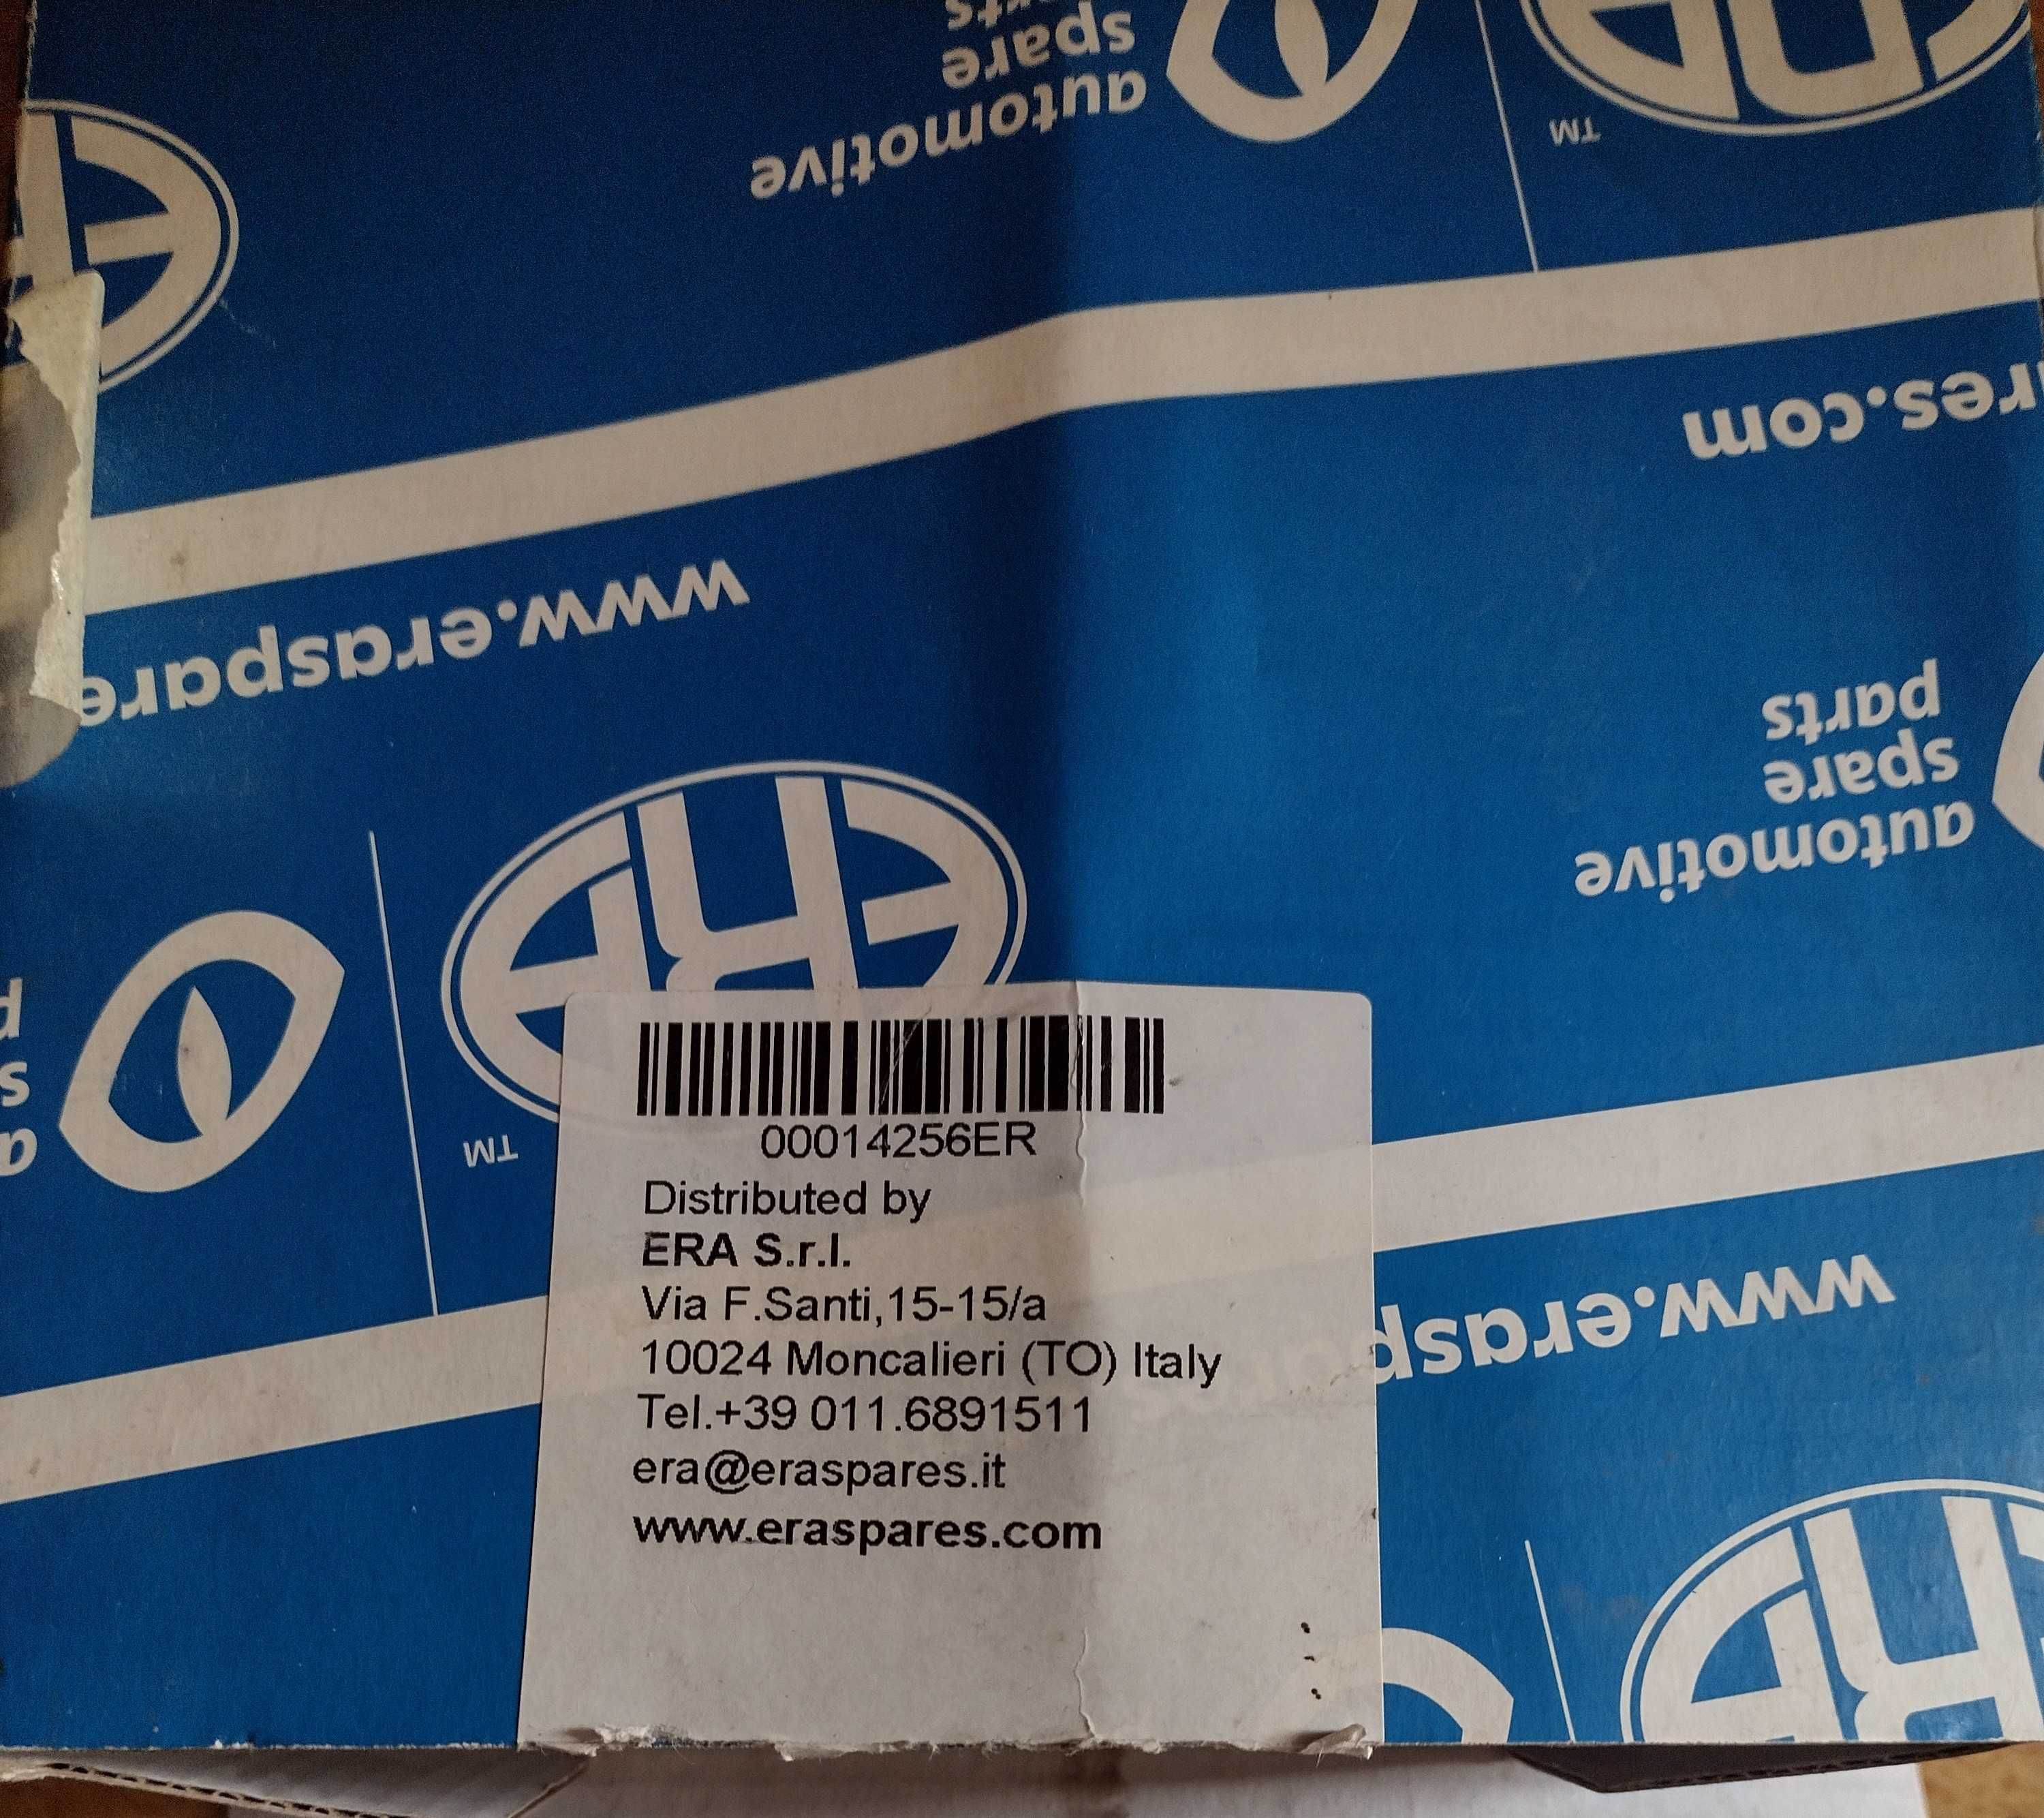 automotive
spare
TM
res.com
www.eraspare
automotive
spare
parts
ERA
TM
00014256ER
Distributed by
ERA S.r.l.
Via F.Santi,15-15/a
10024 Moncalieri (TO) Italy
Tel.+39 011.6891511
era@eraspares.it
www.eraspares.com
www.erasp